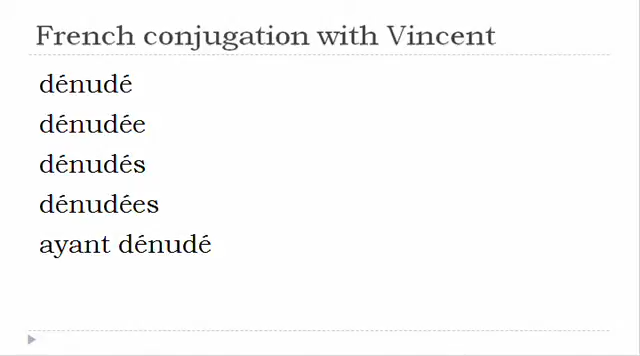 French conjugation with Vincent
dénudé
dénudée
dénudés
dénudées
ayant dénudé